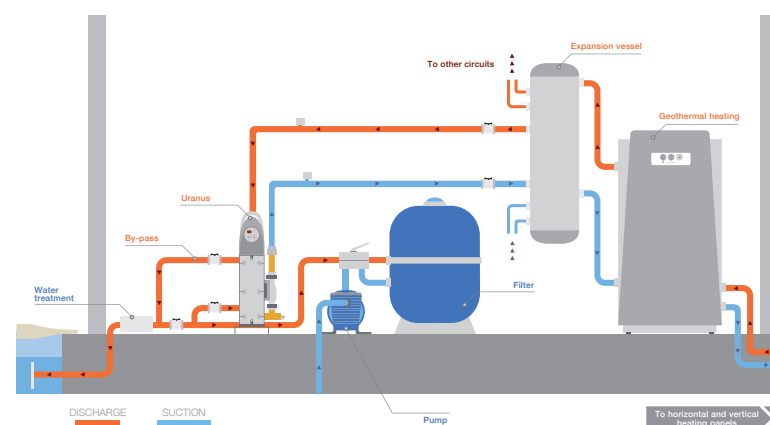 Expansion vessel
To other circuits
Geothermal heating
Uranus
By-pass
Water
treatment
Filter
Pump
DISCHARGE
SUCTION
To horizontal and vertical
heating panels